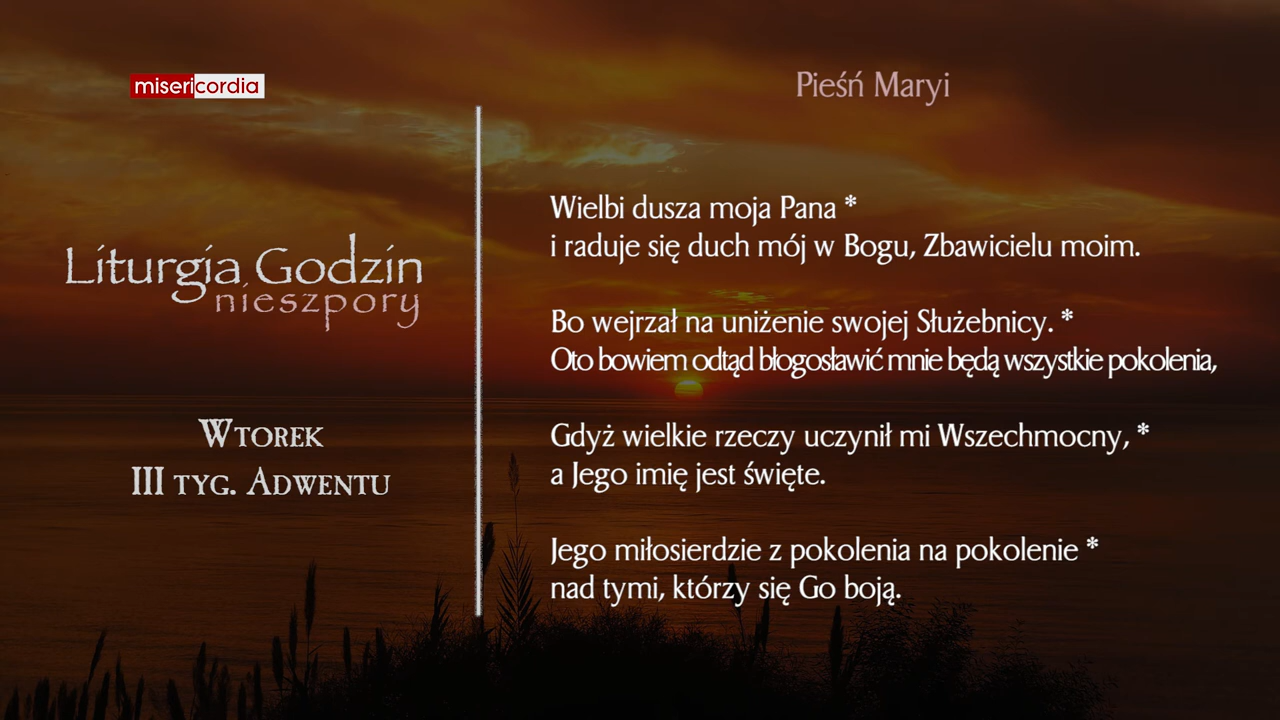 misericordia
Liturgia Godzin
nieszpory
Wtorek
III tyg. Adwentu
Pieśń Maryi
Wielbi dusza moja Pana *
i raduje się duch mój w Bogu, Zbawicielu moim.
Bo wejrzał na uniżenie swojej Służebnicy. *
Oto bowiem odtąd błogosławić mnie będą wszystkie pokolenia,
Gdyż wielkie rzeczy uczynił mi Wszechmocny, *
a Jego imię jest święte.
Jego miłosierdzie z pokolenia na pokolenie *
nad tymi, którzy się Go boją.